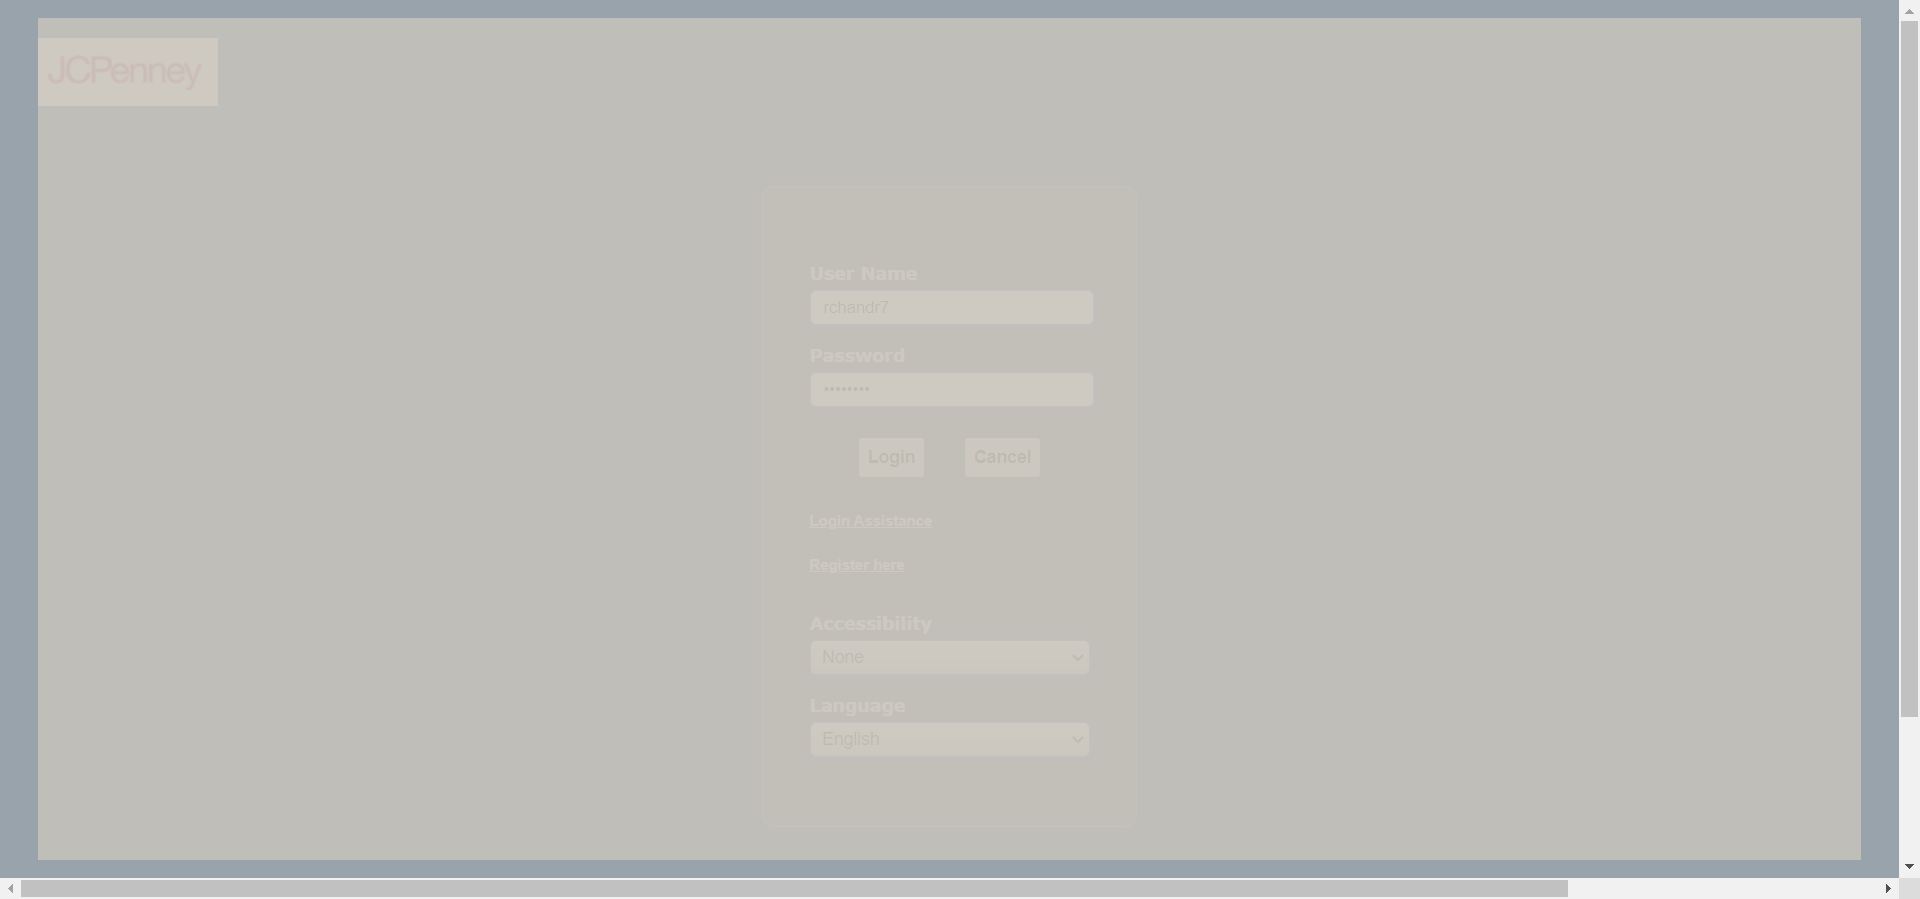 JCPenney
User Name
rchandr7
Password
••••••••
Login Cancel
Login Assistance
Register here
Accessibility
None
Language
English